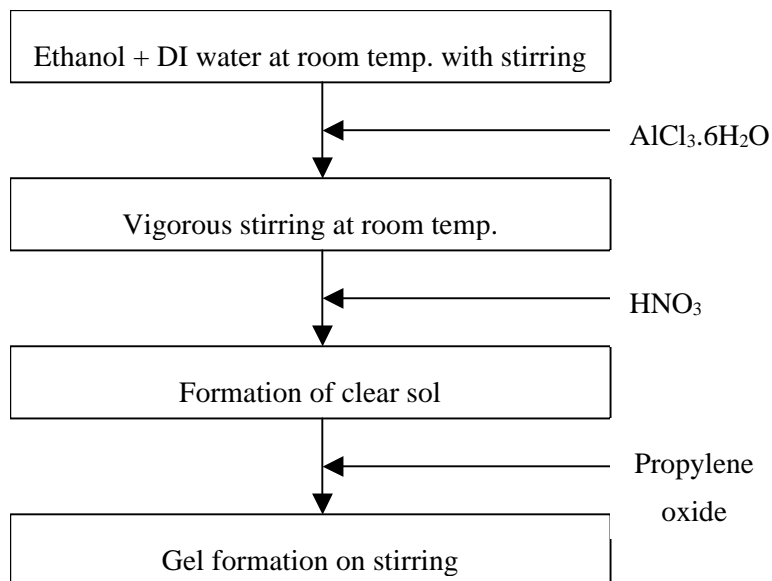 Ethanol + DI water at room temp. with stirring
AlCl₃.6H₂O
Vigorous stirring at room temp.
HNO₃
Formation of clear sol
Propylene
oxide
Gel formation on stirring